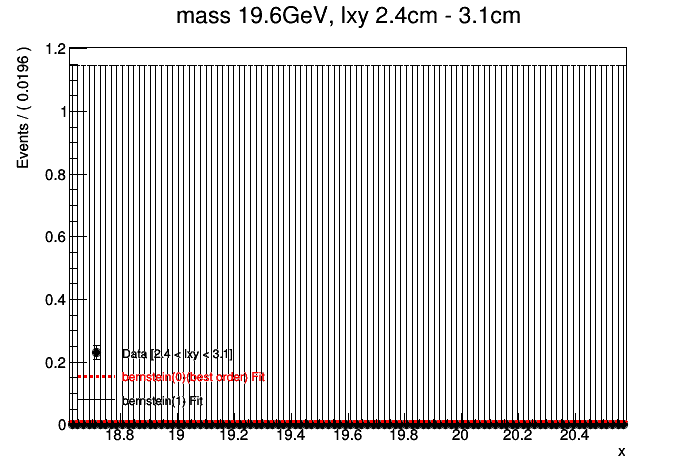 mass 19.6GeV, lxy 2.4cm - 3.1cm
Events / ( 0.0196 )
1.2
1
0.8
0.6
0.4
0.2
0
Data [2.4 < lxy < 3.1]
bernstein(0)(best order) Fit
bernstein(1) Fit
18.8 19 19.2 19.4 19.6 19.8 20 20.2 20.4
x